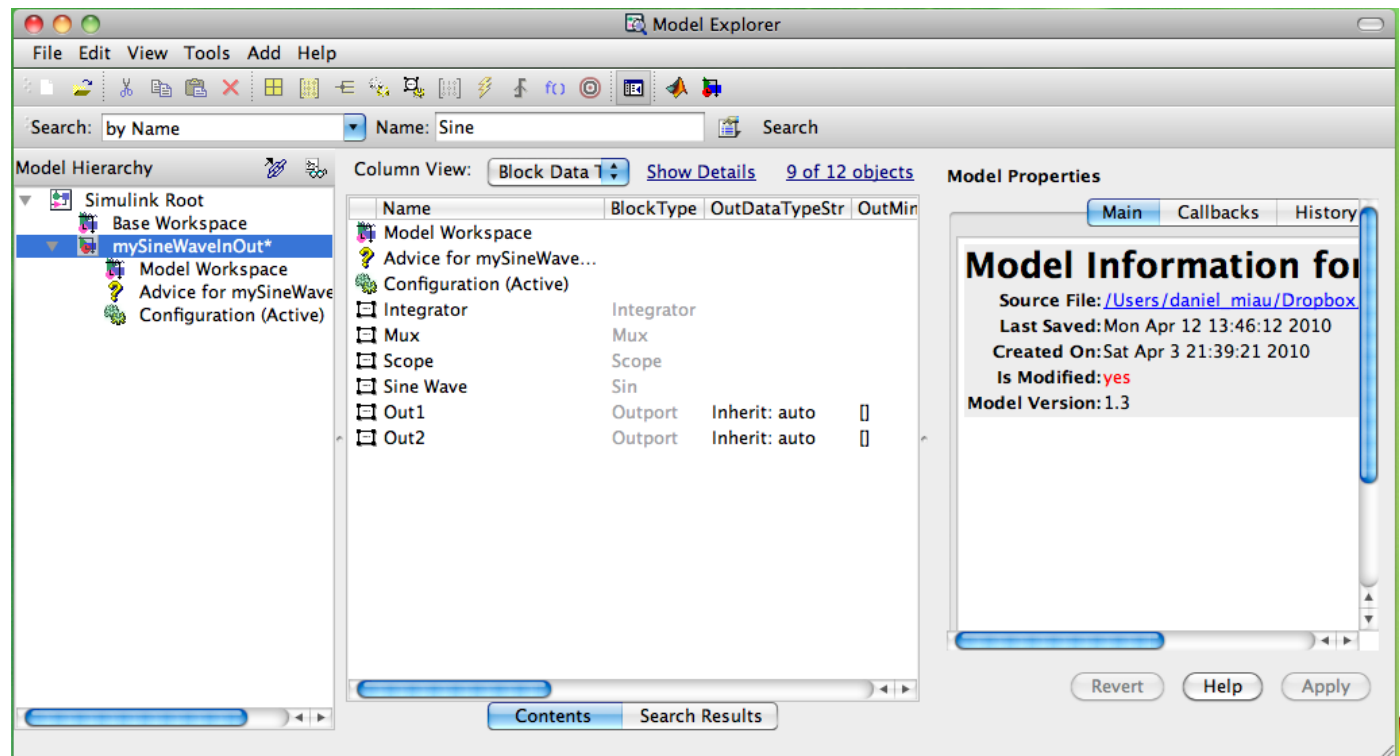 Model Explorer
File Edit View Tools Add Help
f()
Search: by Name Name: Sine Search
Model Hierarchy
Simulink Root
Base Workspace
mySineWaveInOut*
Model Workspace
Advice for mySineWave
Configuration (Active)
Column View: Block Data T Show Details 9 of 12 objects
Name BlockType OutDataTypeStr OutMin
Model Workspace
Advice for mySineWave...
Configuration (Active)
Integrator Integrator
Mux Mux
Scope Scope
Sine Wave Sin
Out1 Outport Inherit: auto []
Out2 Outport Inherit: auto []
Contents Search Results
Model Properties
Main Callbacks History
Model Information for
Source File: /Users/daniel_miau/Dropbox
Last Saved: Mon Apr 12 13:46:12 2010
Created On: Sat Apr 3 21:39:21 2010
Is Modified: yes
Model Version: 1.3
Revert Help Apply